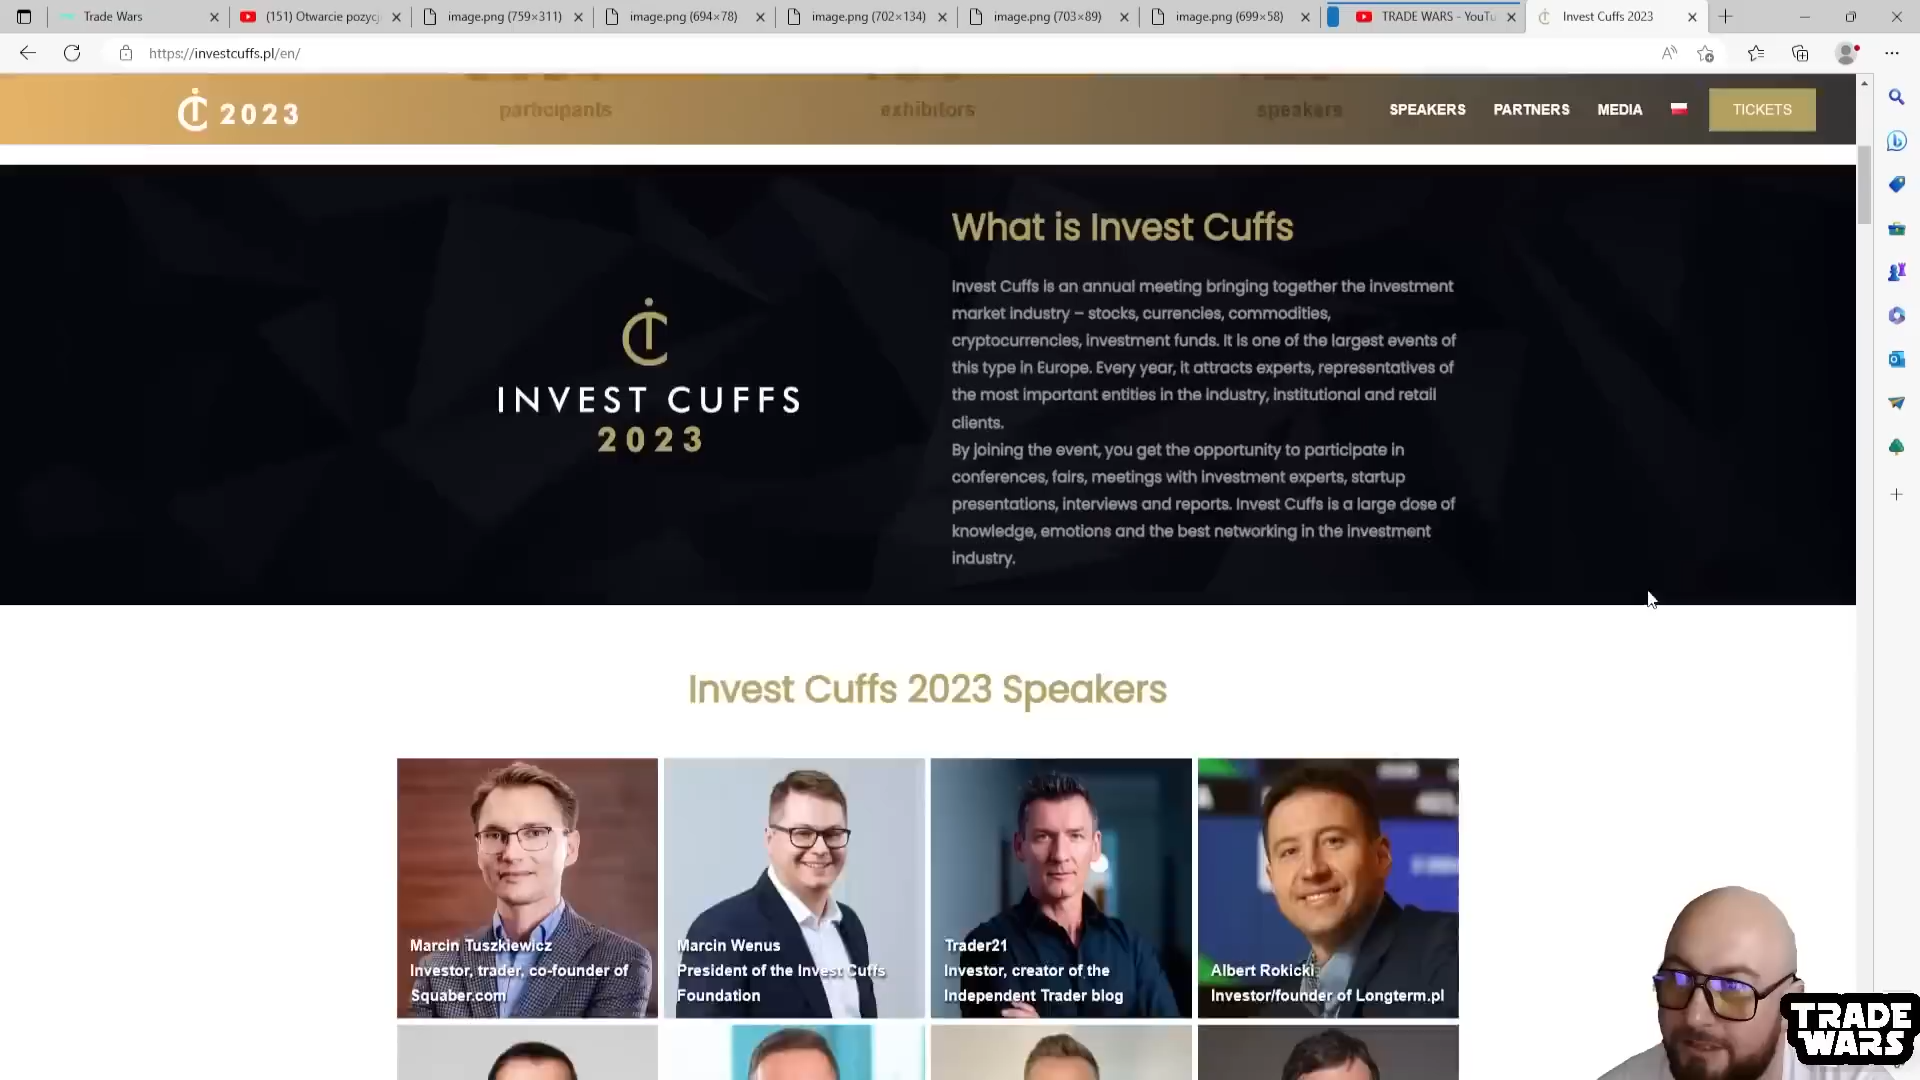 Trade Wars
(151) Otwarcie pozycj
image.png (759×311)
image.png (694×78)
image.png (702×134)
image.png (703×89)
image.png (699×58)
TRADE WARS - YouTu
Invest Cuffs 2023
https://investcuffs.pl/en/
2023
participants
exhibitors
speakers
SPEAKERS
PARTNERS
MEDIA
TICKETS
What is Invest Cuffs
Invest Cuffs is an annual meeting bringing together the investment
market industry – stocks, currencies, commodities,
cryptocurrencies, investment funds. It is one of the largest events of
this type in Europe. Every year, it attracts experts, representatives of
the most important entities in the industry, institutional and retail
clients.
By joining the event, you get the opportunity to participate in
conferences, fairs, meetings with investment experts, startup
presentations, interviews and reports. Invest Cuffs is a large dose of
knowledge, emotions and the best networking in the investment
industry.
INVEST CUFFS
2023
Invest Cuffs 2023 Speakers
Marcin Tuszkiewicz
Investor, trader, co-founder of
Squaber.com
Marcin Wenus
President of the Invest Cuffs
Foundation
Trader21
Investor, creator of the
Independent Trader blog
Albert Rokicki
Investor/founder of Longterm.pl
TRADE
WARS